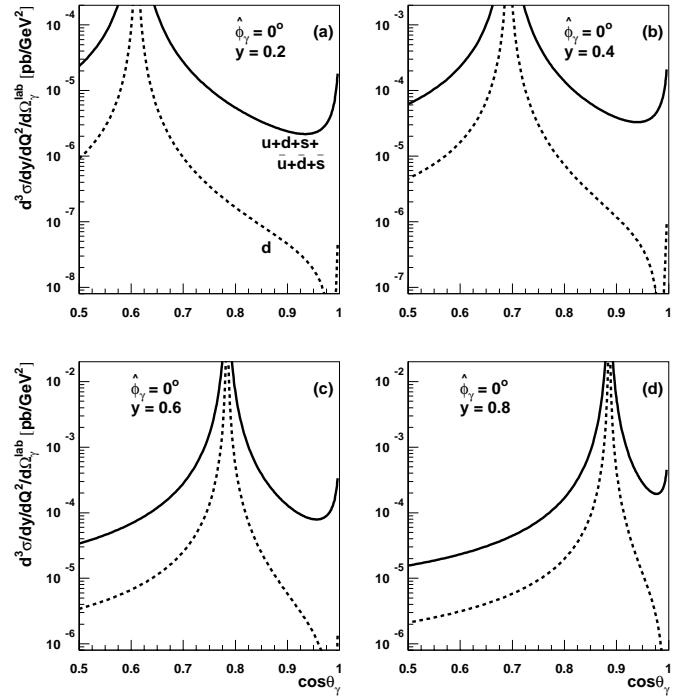 d³σ/dy/dQ²/dΩγˡᵃᵇ [pb/GeV²]
10⁻⁴
10⁻⁵
10⁻⁶
10⁻⁷
10⁻⁸
ϕ̂γ = 0° (a)
y = 0.2
u+d+s+
ū+d̄+s̄
d
0.5 0.6 0.7 0.8 0.9 1
10⁻³
10⁻⁴
10⁻⁵
10⁻⁶
10⁻⁷
ϕ̂γ = 0° (b)
y = 0.4
0.5 0.6 0.7 0.8 0.9 1
d³σ/dy/dQ²/dΩγˡᵃᵇ [pb/GeV²]
10⁻²
10⁻³
10⁻⁴
10⁻⁵
10⁻⁶
ϕ̂γ = 0° (c)
y = 0.6
0.5 0.6 0.7 0.8 0.9 1
cosθγ
10⁻²
10⁻³
10⁻⁴
10⁻⁵
10⁻⁶
ϕ̂γ = 0° (d)
y = 0.8
0.5 0.6 0.7 0.8 0.9 1
cosθγ